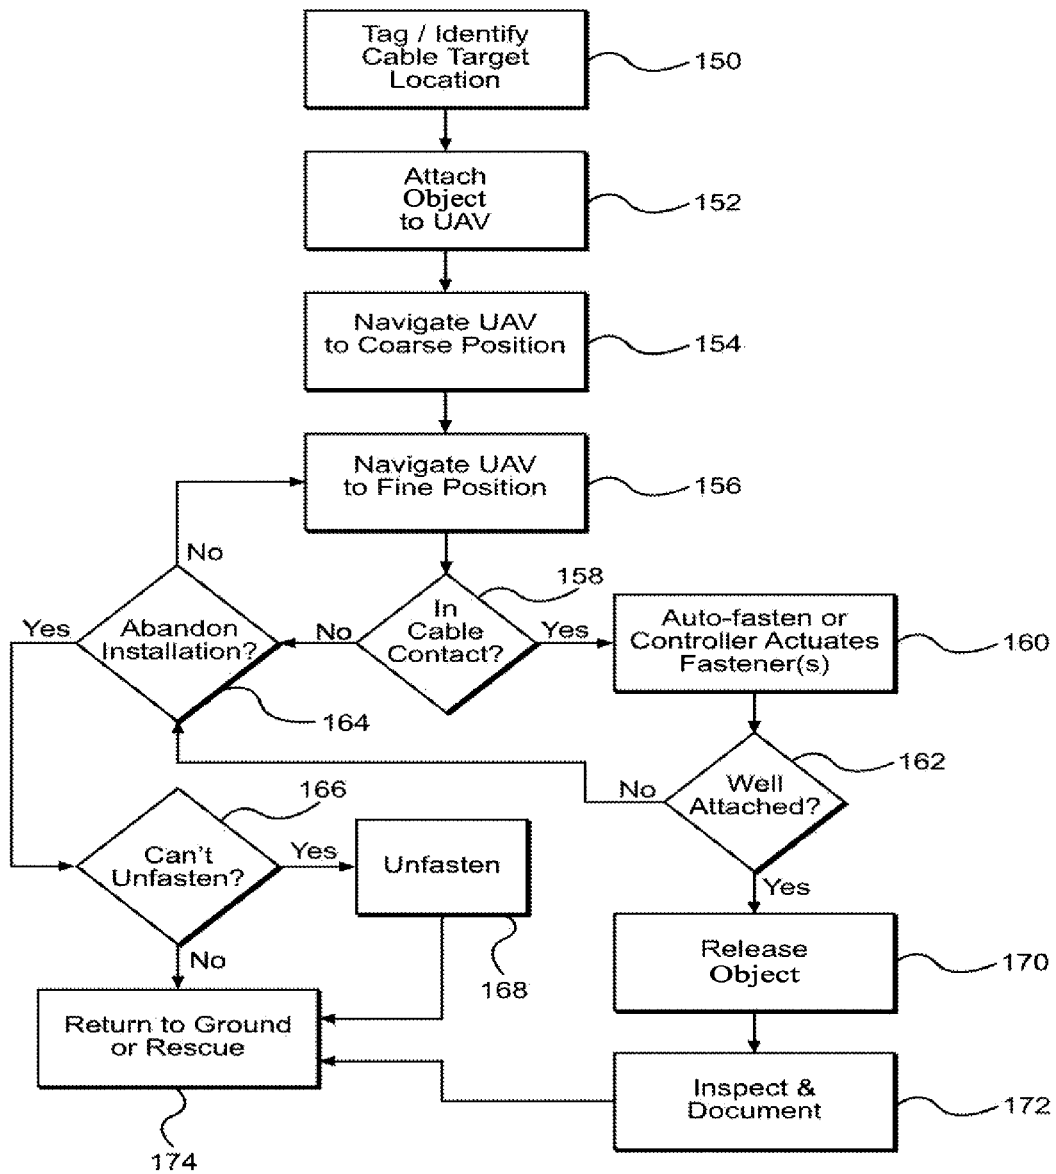 Tag / Identify
Cable Target
Location
150
Attach
Object
to UAV
152
Navigate UAV
to Coarse Position
154
Navigate UAV
to Fine Position
156
No
158
In
Cable
Contact?
Yes
Abandon
Installation?
No
Yes
Auto-fasten or
Controller Actuates
Fastener(s)
160
164
162
No
Well
Attached?
166
Can't
Unfasten?
Yes
Unfasten
Yes
No
168
Release
Object
170
Return to Ground
or Rescue
Inspect &
Document
172
174